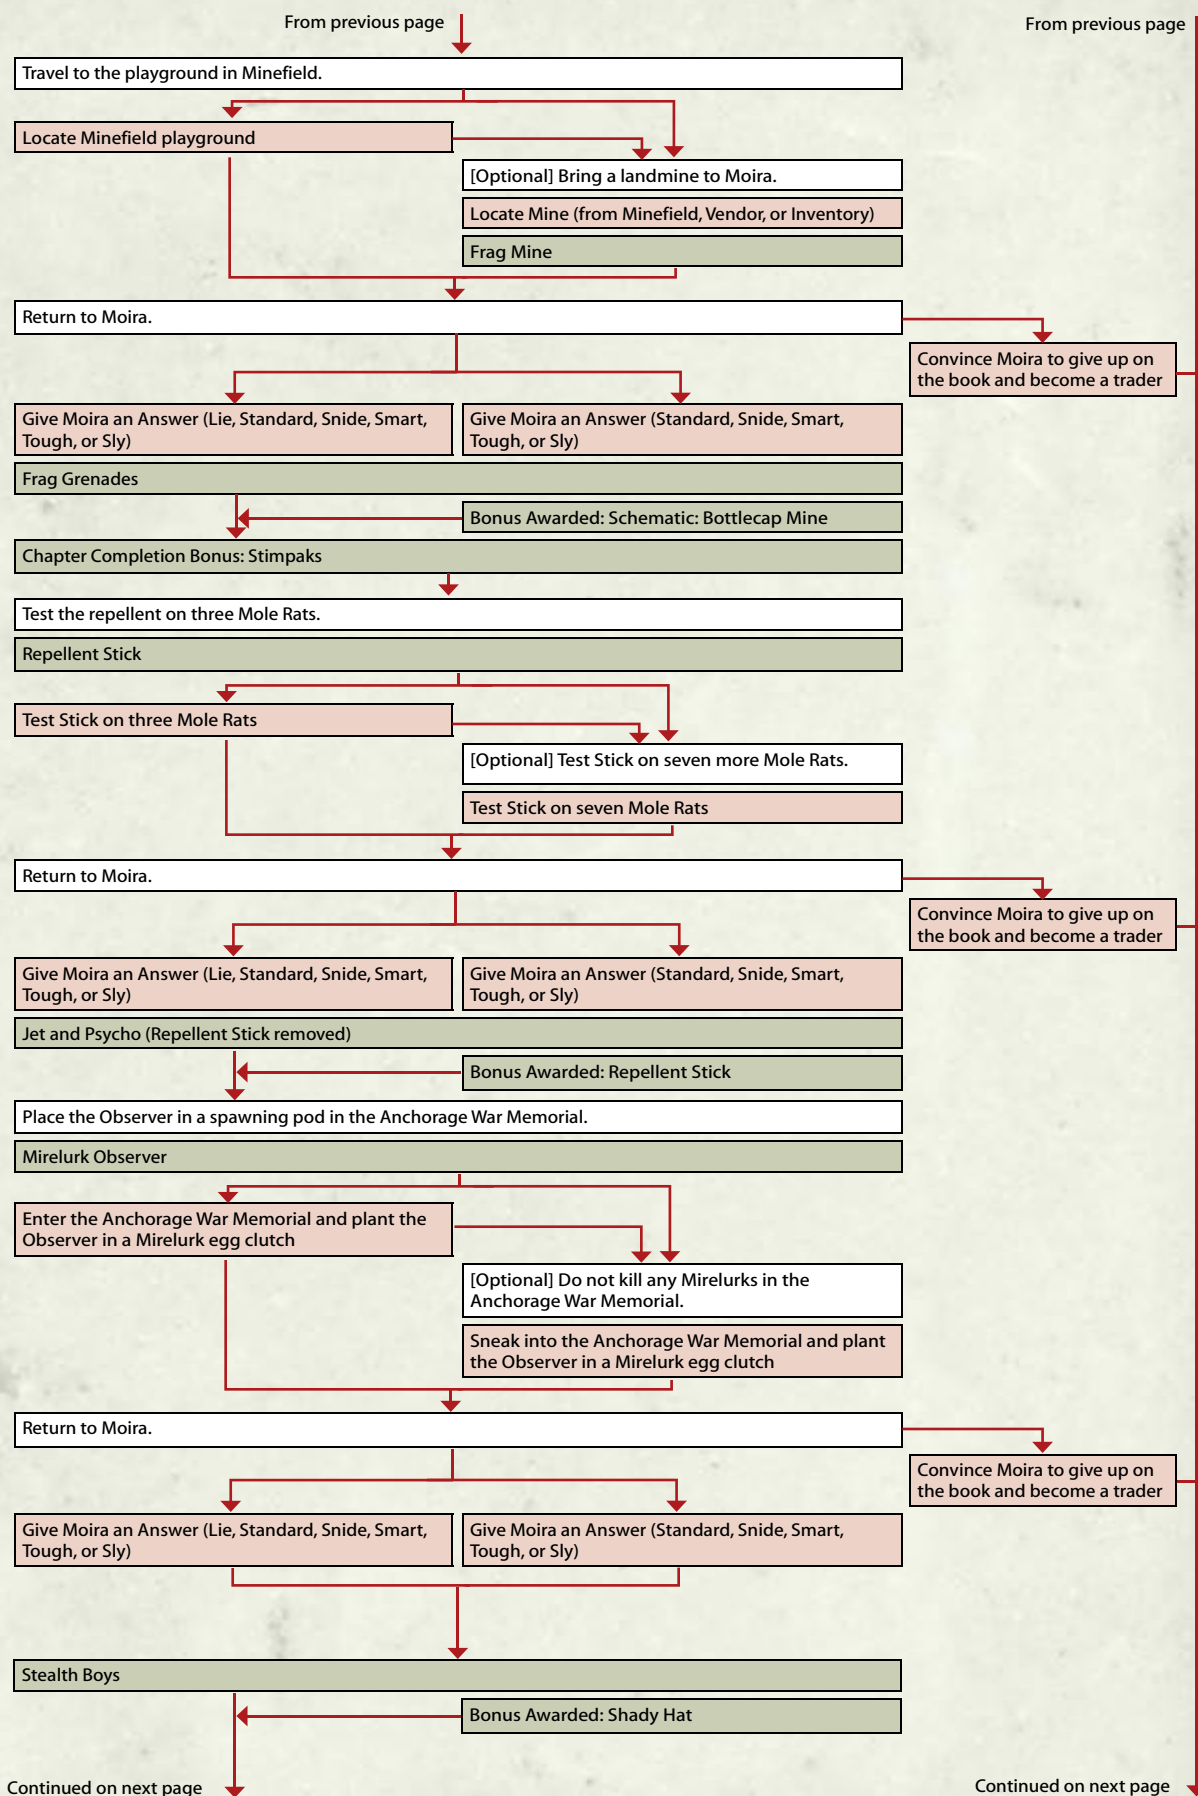 From previous page
From previous page
Travel to the playground in Minefield.
Locate Minefield playground
[Optional] Bring a landmine to Moira.
Locate Mine (from Minefield, Vendor, or Inventory)
Frag Mine
Return to Moira.
Convince Moira to give up on
the book and become a trader
Give Moira an Answer (Lie, Standard, Snide, Smart,
Tough, or Sly)
Give Moira an Answer (Standard, Snide, Smart,
Tough, or Sly)
Frag Grenades
Bonus Awarded: Schematic: Bottlecap Mine
Chapter Completion Bonus: Stimpaks
Test the repellent on three Mole Rats.
Repellent Stick
Test Stick on three Mole Rats
[Optional] Test Stick on seven more Mole Rats.
Test Stick on seven Mole Rats
Return to Moira.
Convince Moira to give up on
the book and become a trader
Give Moira an Answer (Lie, Standard, Snide, Smart,
Tough, or Sly)
Give Moira an Answer (Standard, Snide, Smart,
Tough, or Sly)
Jet and Psycho (Repellent Stick removed)
Bonus Awarded: Repellent Stick
Place the Observer in a spawning pod in the Anchorage War Memorial.
Mirelurk Observer
Enter the Anchorage War Memorial and plant the
Observer in a Mirelurk egg clutch
[Optional] Do not kill any Mirelurks in the
Anchorage War Memorial.
Sneak into the Anchorage War Memorial and plant
the Observer in a Mirelurk egg clutch
Return to Moira.
Convince Moira to give up on
the book and become a trader
Give Moira an Answer (Lie, Standard, Snide, Smart,
Tough, or Sly)
Give Moira an Answer (Standard, Snide, Smart,
Tough, or Sly)
Stealth Boys
Bonus Awarded: Shady Hat
Continued on next page
Continued on next page